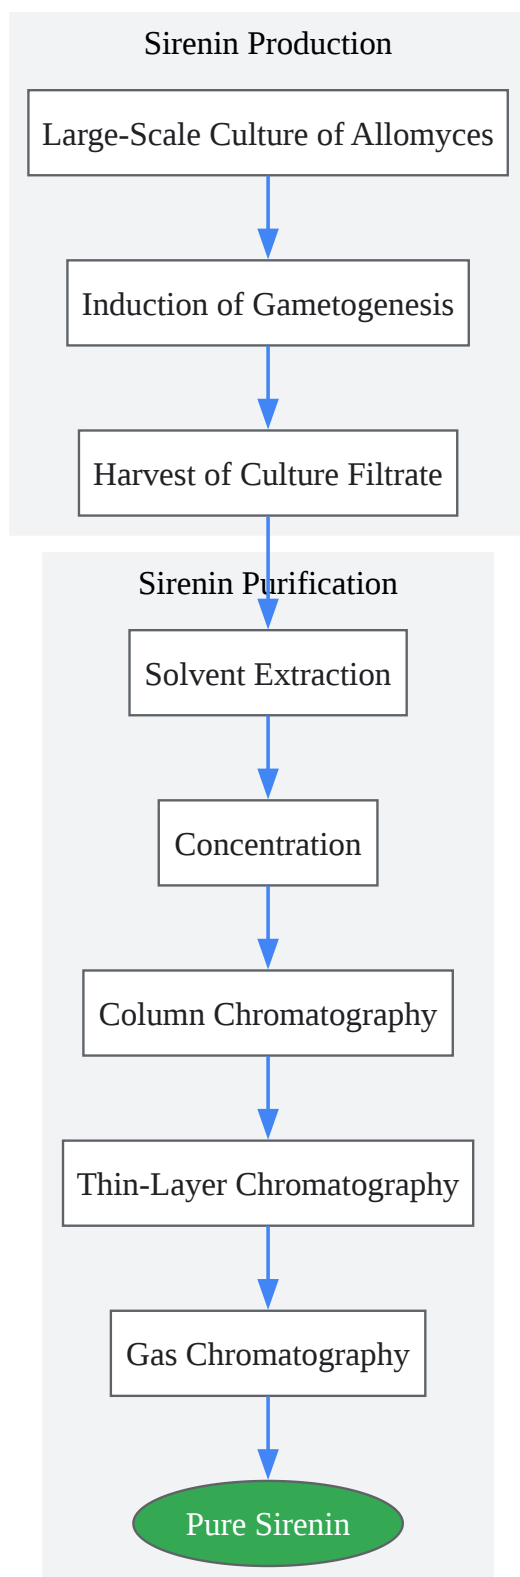 Sirenin Production
Large-Scale Culture of Allomyces
Induction of Gametogenesis
Harvest of Culture Filtrate
Sirenin Purification
Solvent Extraction
Concentration
Column Chromatography
Thin-Layer Chromatography
Gas Chromatography
Pure Sirenin